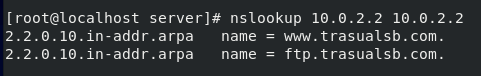 [root@localhost server]# nslookup 10.0.2.2 10.0.2.2
2.2.0.10.in-addr.arpa   name = www.trasualsb.com.
2.2.0.10.in-addr.arpa   name = ftp.trasualsb.com.